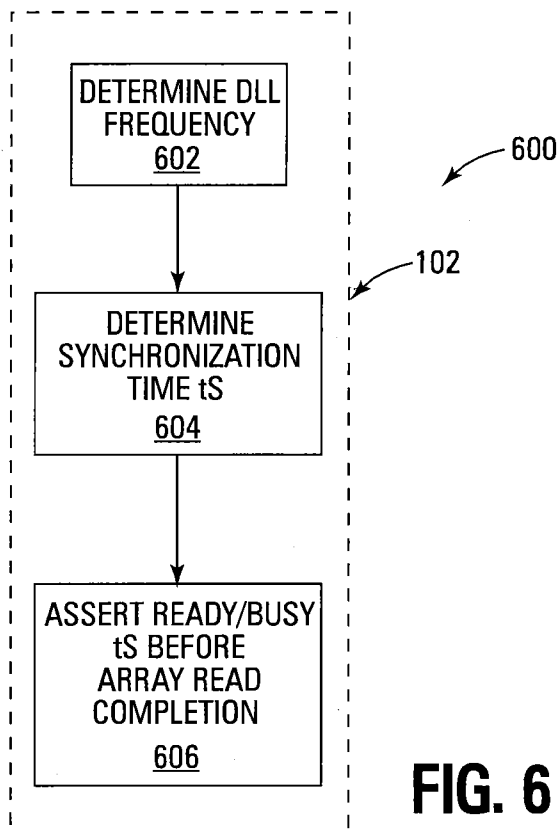 DETERMINE DLL
FREQUENCY
602
600
102
DETERMINE
SYNCHRONIZATION
TIME tS
604
ASSERT READY/BUSY
tS BEFORE
ARRAY READ
COMPLETION
606
FIG. 6